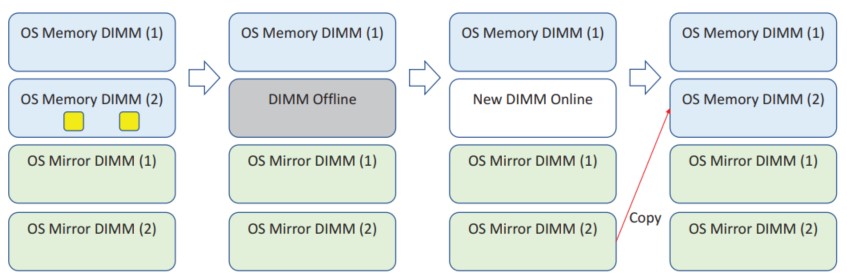 OS Memory DIMM (1)
OS Memory DIMM (2)
OS Mirror DIMM (1)
OS Mirror DIMM (2)
OS Memory DIMM (1)
DIMM Offline
OS Mirror DIMM (1)
OS Mirror DIMM (2)
OS Memory DIMM (1)
New DIMM Online
OS Mirror DIMM (1)
OS Mirror DIMM (2)
Copy
OS Memory DIMM (1)
OS Memory DIMM (2)
OS Mirror DIMM (1)
OS Mirror DIMM (2)